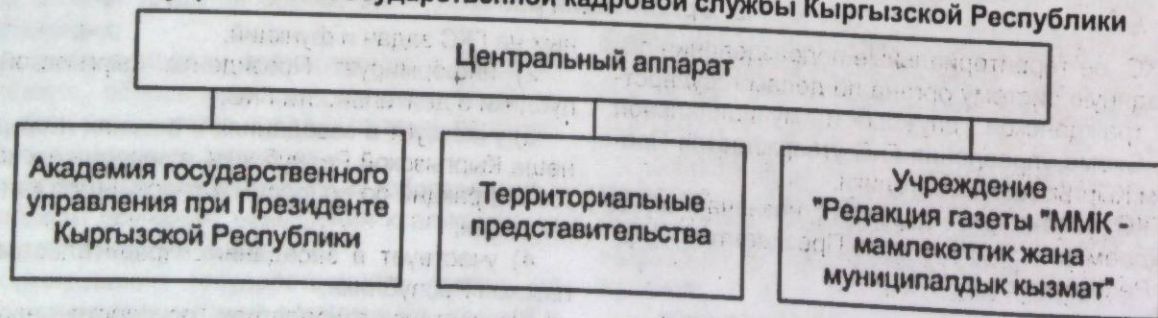 государственной кадровой службы Кыргызской Республики
Центральный аппарат
Академия государственного
управления при Президенте
Кыргызской Республики
Территориальные
представительства
Учреждение
"Редакция газеты "ММК -
мамлекеттик жана
муниципалдык кызмат"